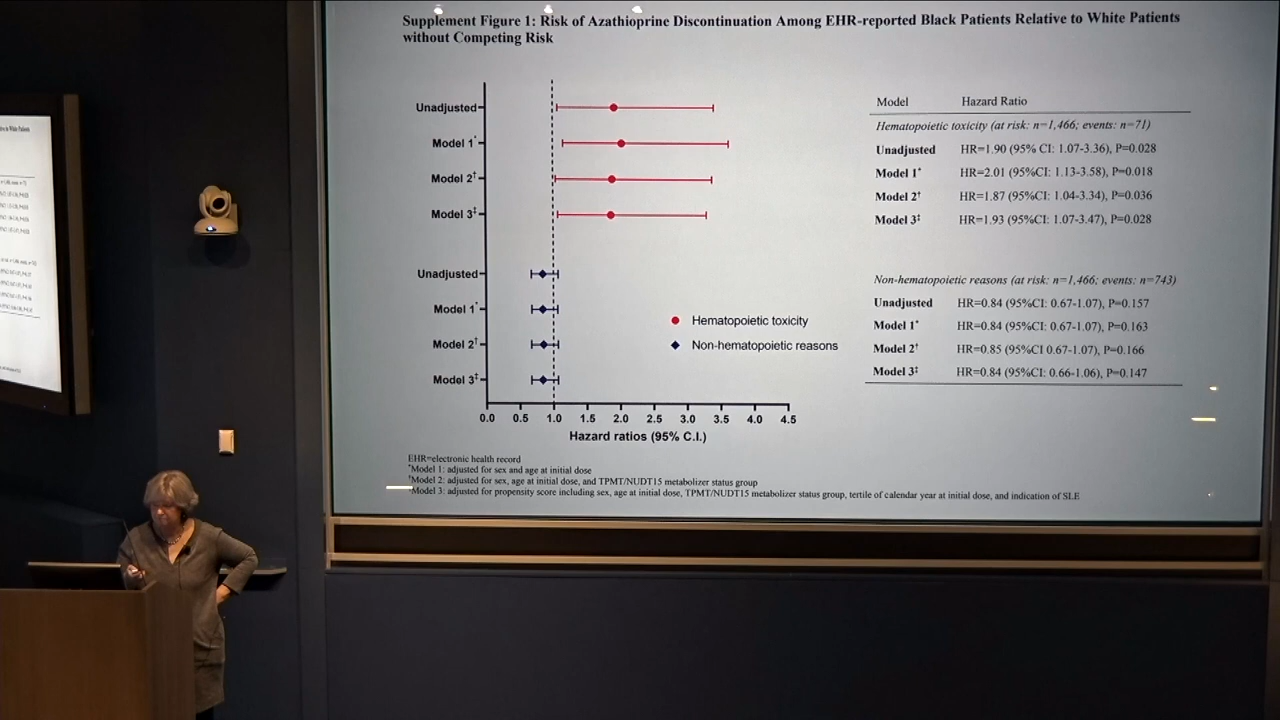 Supplement Figure 1: Risk of Azathioprine Discontinuation Among EHR-reported Black Patients Relative to White Patients
without Competing Risk
Unadjusted
Model 1*
Model 2†
Model 3‡
Unadjusted
Model 1*
Model 2†
Model 3‡
0.0 0.5 1.0 1.5 2.0 2.5 3.0 3.5 4.0 4.5
Hazard ratios (95% C.I.)
Hematopoietic toxicity
Non-hematopoietic reasons
Model Hazard Ratio
Hematopoietic toxicity (at risk: n=1,466; events: n=71)
Unadjusted HR=1.90 (95% CI: 1.07-3.36), P=0.028
Model 1* HR=2.01 (95%CI: 1.13-3.58), P=0.018
Model 2† HR=1.87 (95%CI: 1.04-3.34), P=0.036
Model 3‡ HR=1.93 (95%CI: 1.07-3.47), P=0.028
Non-hematopoietic reasons (at risk: n=1,466; events: n=743)
Unadjusted HR=0.84 (95%CI: 0.67-1.07), P=0.157
Model 1* HR=0.84 (95%CI: 0.67-1.07), P=0.163
Model 2† HR=0.85 (95%CI 0.67-1.07), P=0.166
Model 3‡ HR=0.84 (95%CI: 0.66-1.06), P=0.147
EHR=electronic health record
*Model 1: adjusted for sex and age at initial dose
†Model 2: adjusted for sex, age at initial dose, and TPMT/NUDT15 metabolizer status group
Model 3: adjusted for propensity score including sex, age at initial dose, TPMT/NUDT15 metabolizer status group, tertile of calendar year at initial dose, and indication of SLE